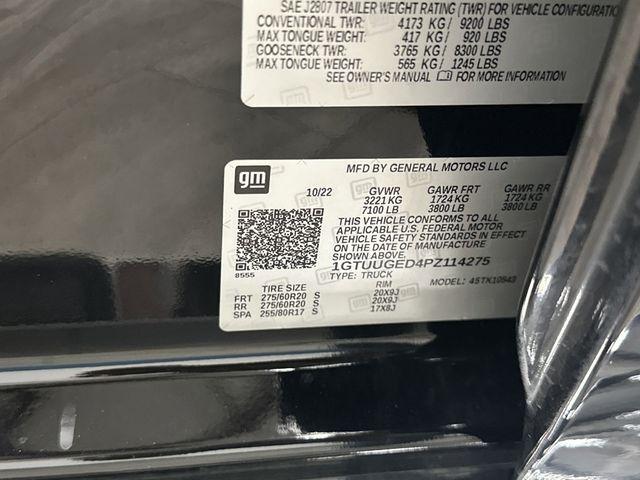 SAE J2807 TRAILER WEIGHT RATING (TWR) FOR VEHICLE CONFIGURATION
CONVENTIONAL TWR: 4173 KG / 9200 LBS
MAX TONGUE WEIGHT: 417 KG / 920 LBS
GOOSENECK TWR: 3765 KG / 8300 LBS
MAX TONGUE WEIGHT: 565 KG / 1245 LBS
SEE OWNER'S MANUAL FOR MORE INFORMATION
gm
MFD BY GENERAL MOTORS LLC
10/22 GVWR GAWR FRT GAWR RR
3221 KG 1724 KG 1724 KG
7100 LB 3800 LB 3800 LB
THIS VEHICLE CONFORMS TO ALL
APPLICABLE U.S. FEDERAL MOTOR
VEHICLE SAFETY STANDARDS IN EFFECT
ON THE DATE OF MANUFACTURE
SHOWN ABOVE.
1GTUUGED4PZ114275
8555
TYPE: TRUCK MODEL: 4STK10543
TIRE SIZE RIM
FRT 275/60R20 S 20X9J
RR 275/60R20 S 20X9J
SPA 255/80R17 S 17X8J